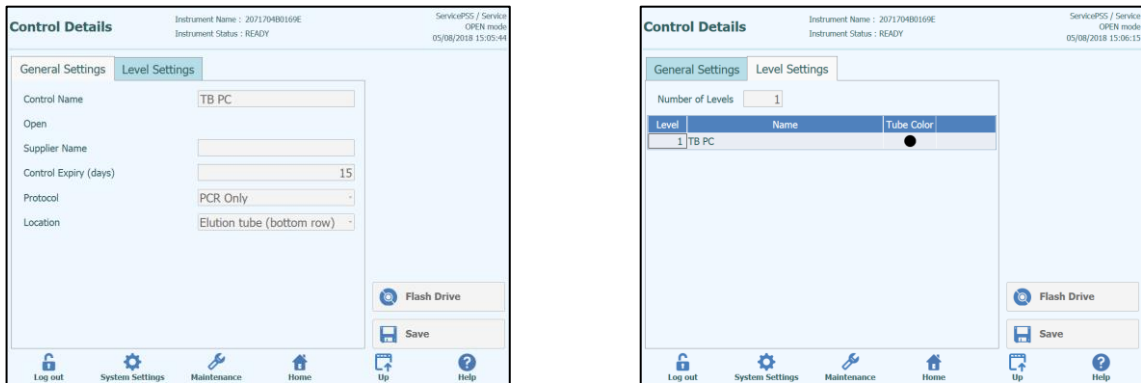 Control Details
Instrument Name : 2071704B0169E
Instrument Status : READY
ServicePSS / Service
OPEN mode
05/08/2018 15:05:44
General Settings
Level Settings
Control Name
TB PC
Open
Supplier Name
Control Expiry (days)
15
Protocol
PCR Only
Location
Elution tube (bottom row)
Flash Drive
Save
Log out
System Settings
Maintenance
Home
Up
Help
Control Details
Instrument Name : 2071704B0169E
Instrument Status : READY
ServicePSS / Service
OPEN mode
05/08/2018 15:06:15
General Settings
Level Settings
Number of Levels 1
Level Name Tube Color
1 TB PC
Flash Drive
Save
Log out
System Settings
Maintenance
Home
Up
Help